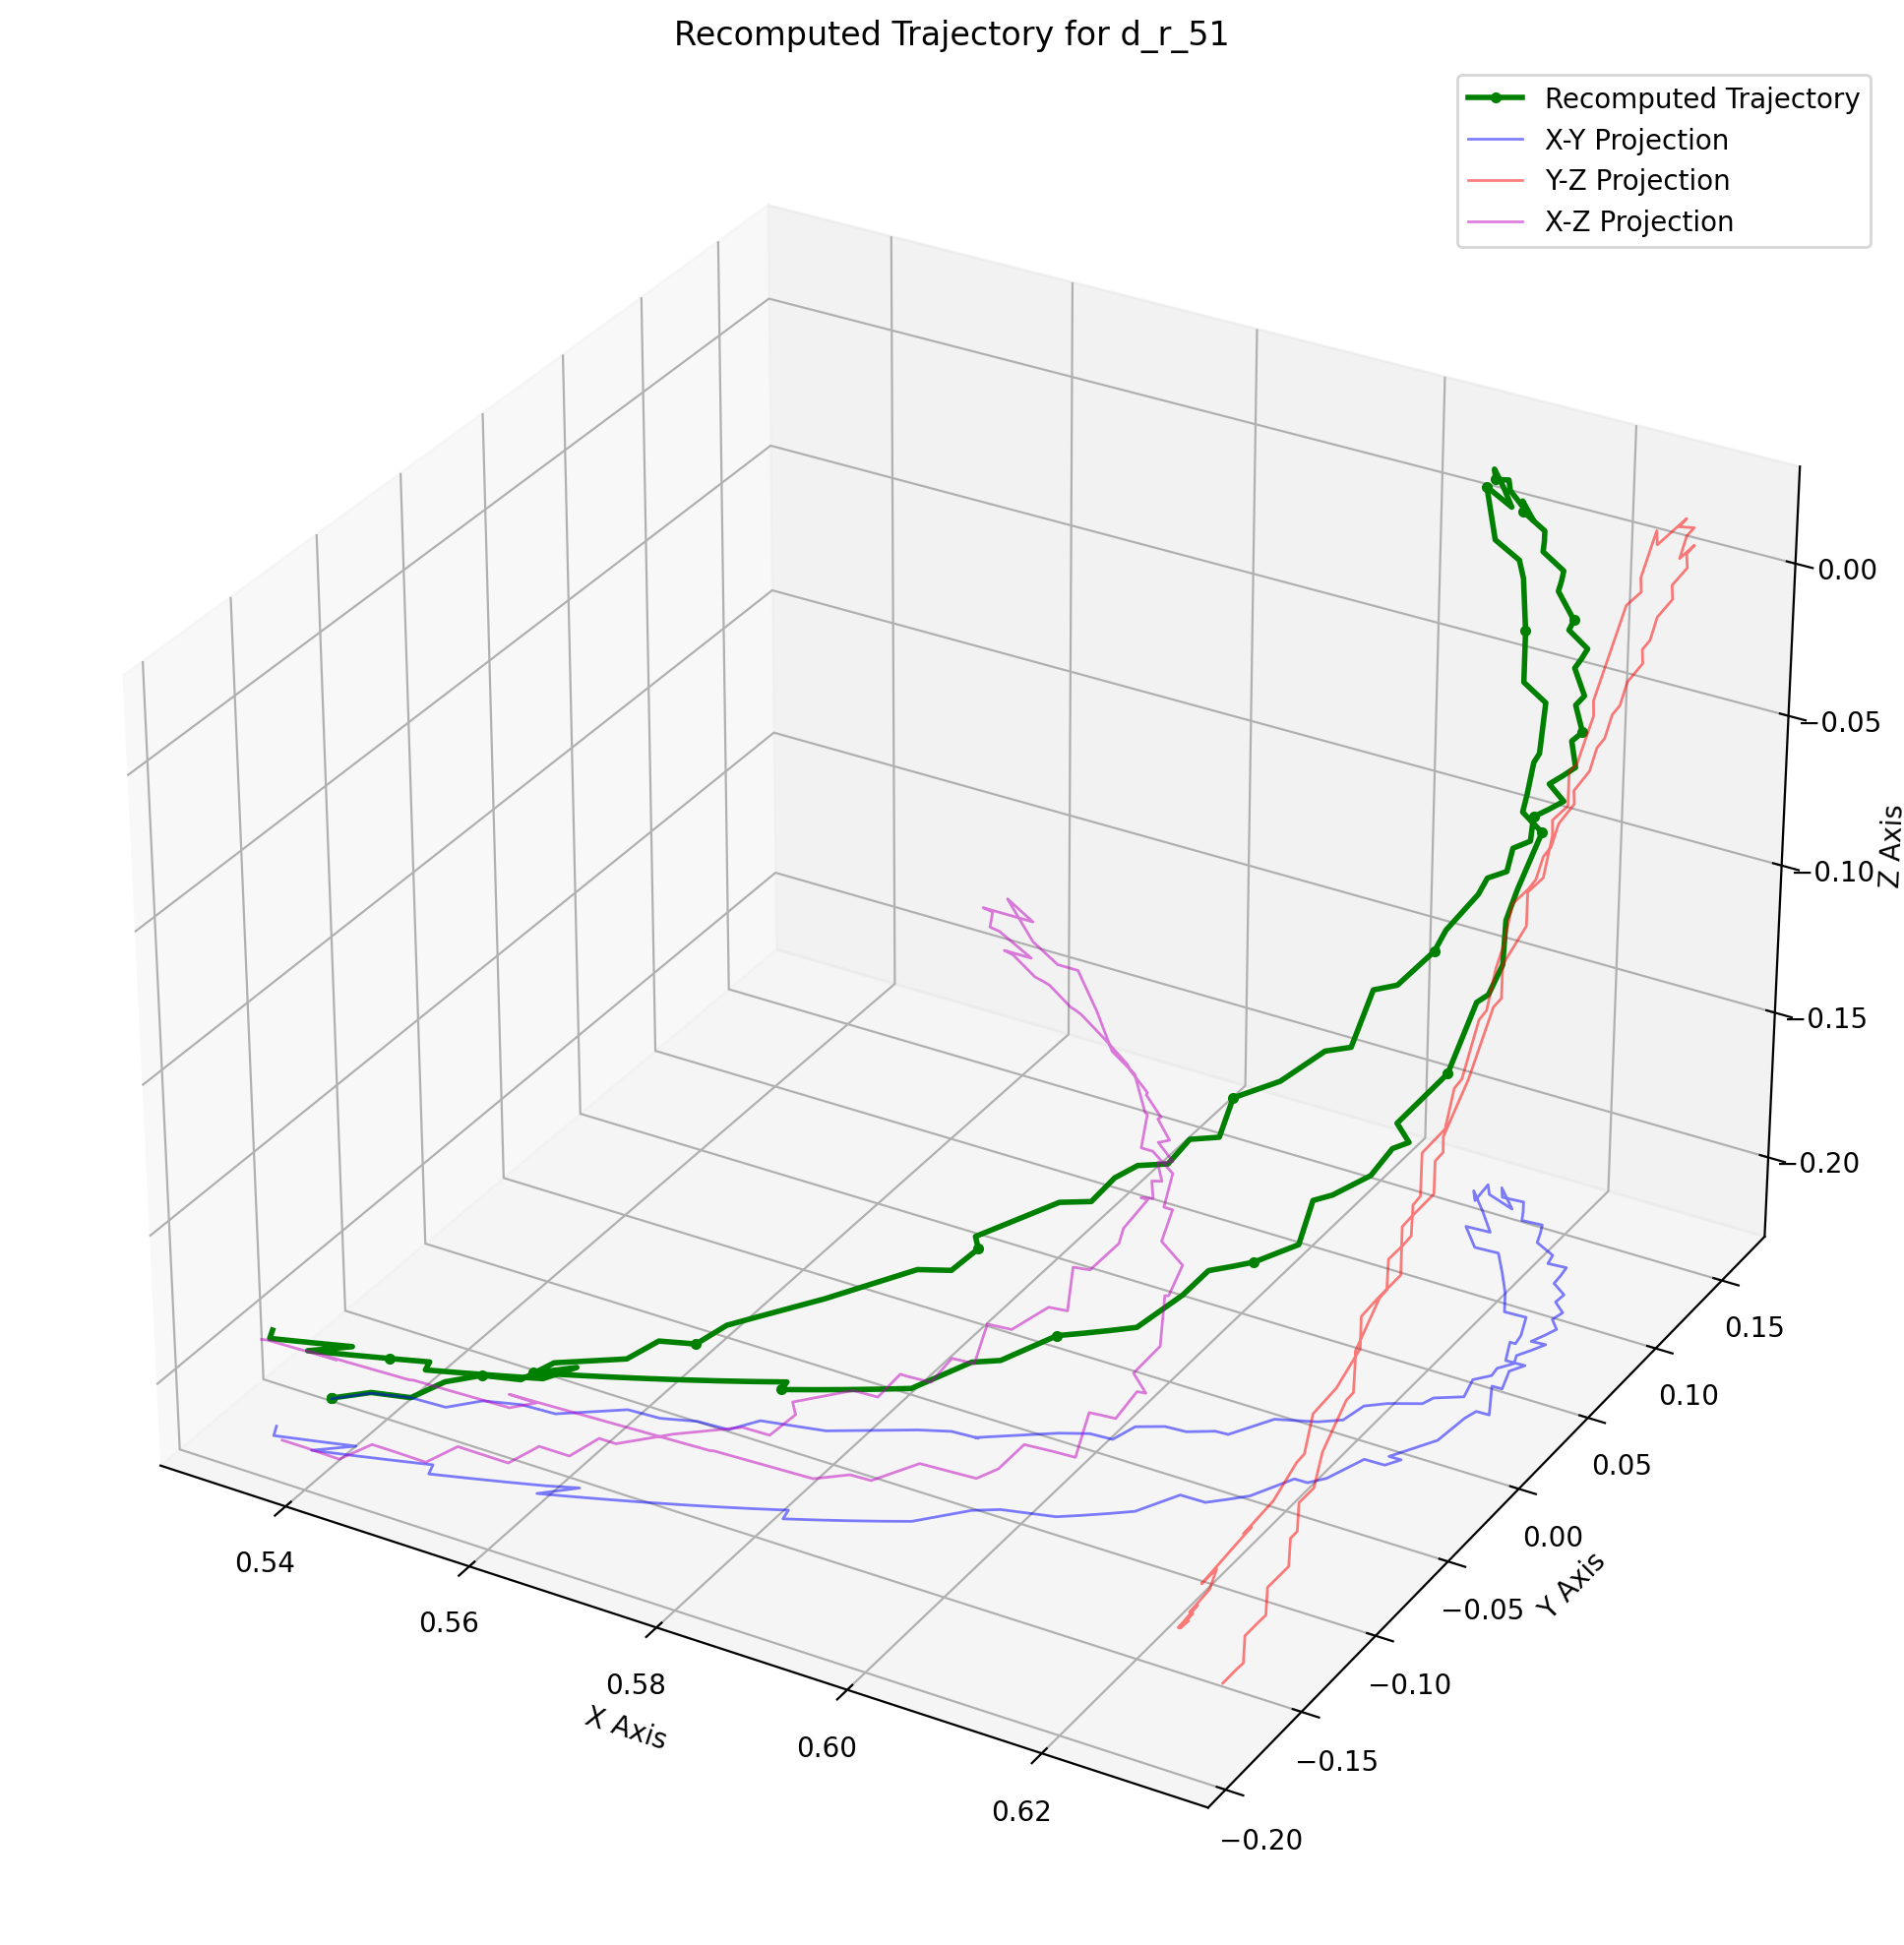 Recomputed Trajectory for d_r_51
Recomputed Trajectory
X-Y Projection
Y-Z Projection
X-Z Projection
0.00
−0.05
−0.10
−0.15
−0.20
Z Axis
0.15
0.10
0.05
0.00
−0.05
−0.10
−0.15
−0.20
Y Axis
0.54
0.56
0.58
0.60
0.62
X Axis